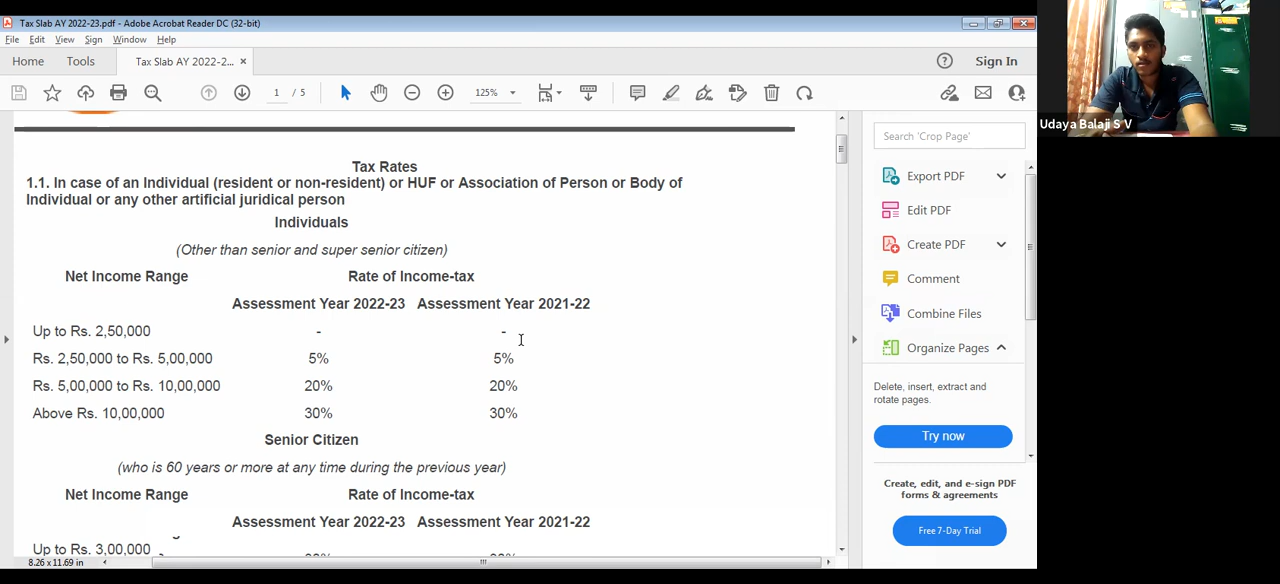 Tax Slab AY 2022-23.pdf - Adobe Acrobat Reader DC (32-bit)
File Edit View Sign Window Help
Home Tools Tax Slab AY 2022-2... × Sign In
1 / 5 125%
Udaya Balaji S V
Search 'Crop Page'
Tax Rates
1.1. In case of an Individual (resident or non-resident) or HUF or Association of Person or Body of
Individual or any other artificial juridical person
Individuals
(Other than senior and super senior citizen)
Net Income Range Rate of Income-tax
Assessment Year 2022-23 Assessment Year 2021-22
Up to Rs. 2,50,000 - -
Rs. 2,50,000 to Rs. 5,00,000 5% 5%
Rs. 5,00,000 to Rs. 10,00,000 20% 20%
Above Rs. 10,00,000 30% 30%
Senior Citizen
(who is 60 years or more at any time during the previous year)
Net Income Range Rate of Income-tax
Assessment Year 2022-23 Assessment Year 2021-22
Up to Rs. 3,00,000
8.26 x 11.69 in
Export PDF
Edit PDF
Create PDF
Comment
Combine Files
Organize Pages
Delete, insert, extract and
rotate pages.
Try now
Create, edit, and e-sign PDF
forms & agreements
Free 7-Day Trial